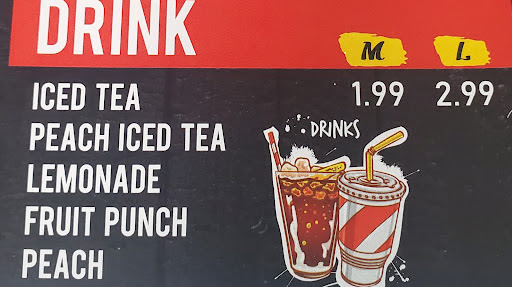 DRINK M L
ICED TEA 1.99 2.99
PEACH ICED TEA
DRINKS
LEMONADE
FRUIT PUNCH
PEACH